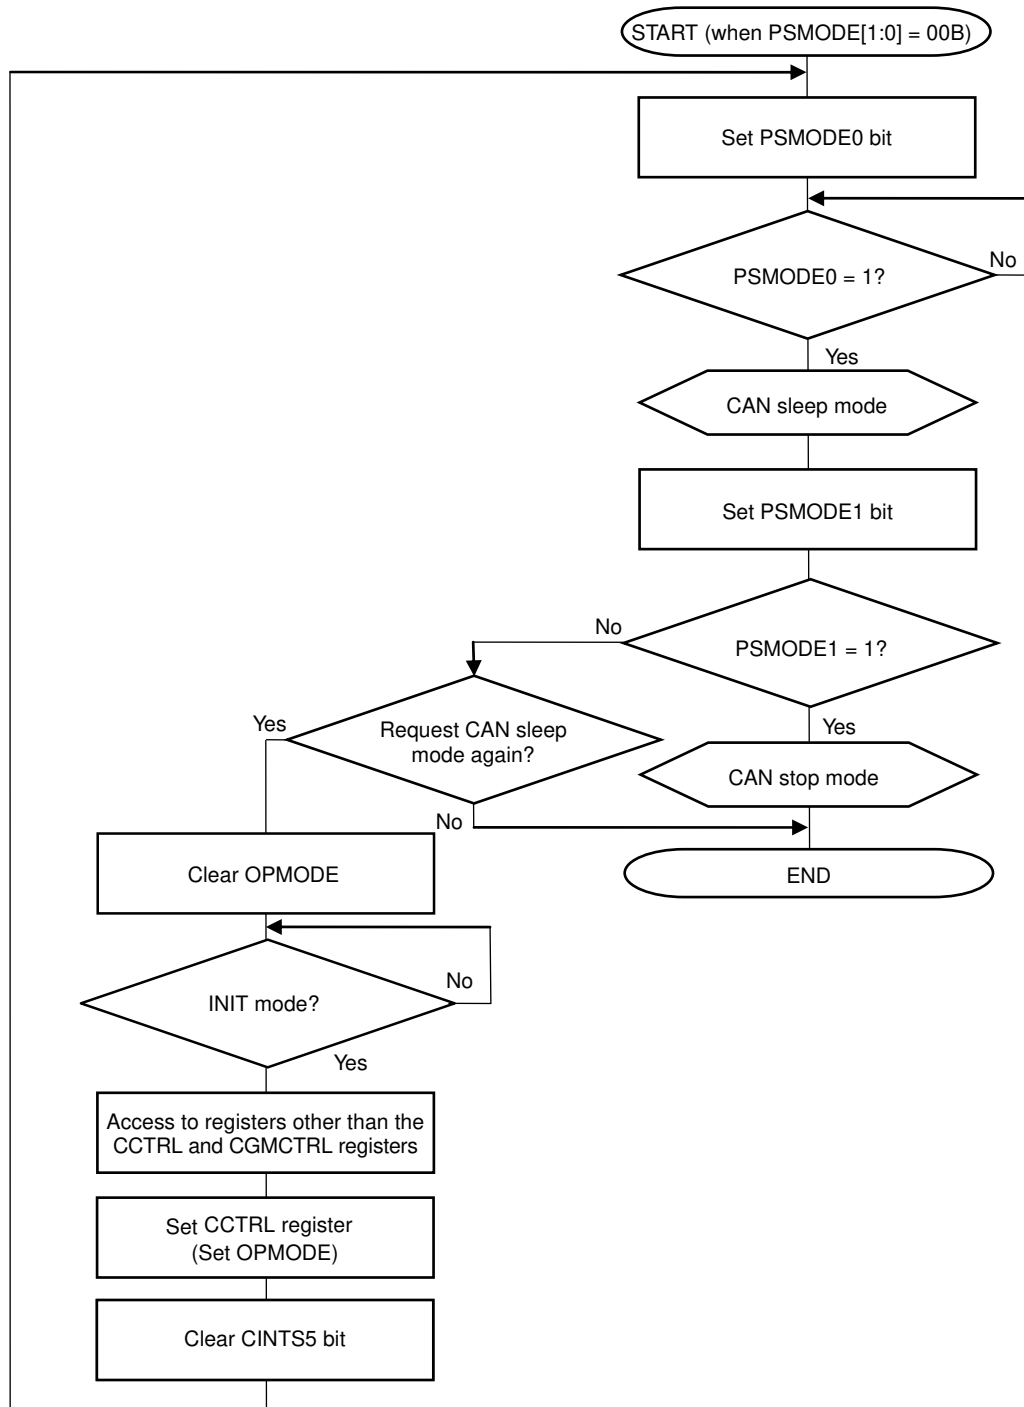 START (when PSMODE[1:0] = 00B)
Set PSMODE0 bit
PSMODE0 = 1?
No
Yes
CAN sleep mode
Set PSMODE1 bit
PSMODE1 = 1?
No
Yes
Request CAN sleep
mode again?
Yes
No
CAN stop mode
END
Clear OPMODE
INIT mode?
No
Yes
Access to registers other than the
CCTRL and CGMCTRL registers
Set CCTRL register
(Set OPMODE)
Clear CINTS5 bit